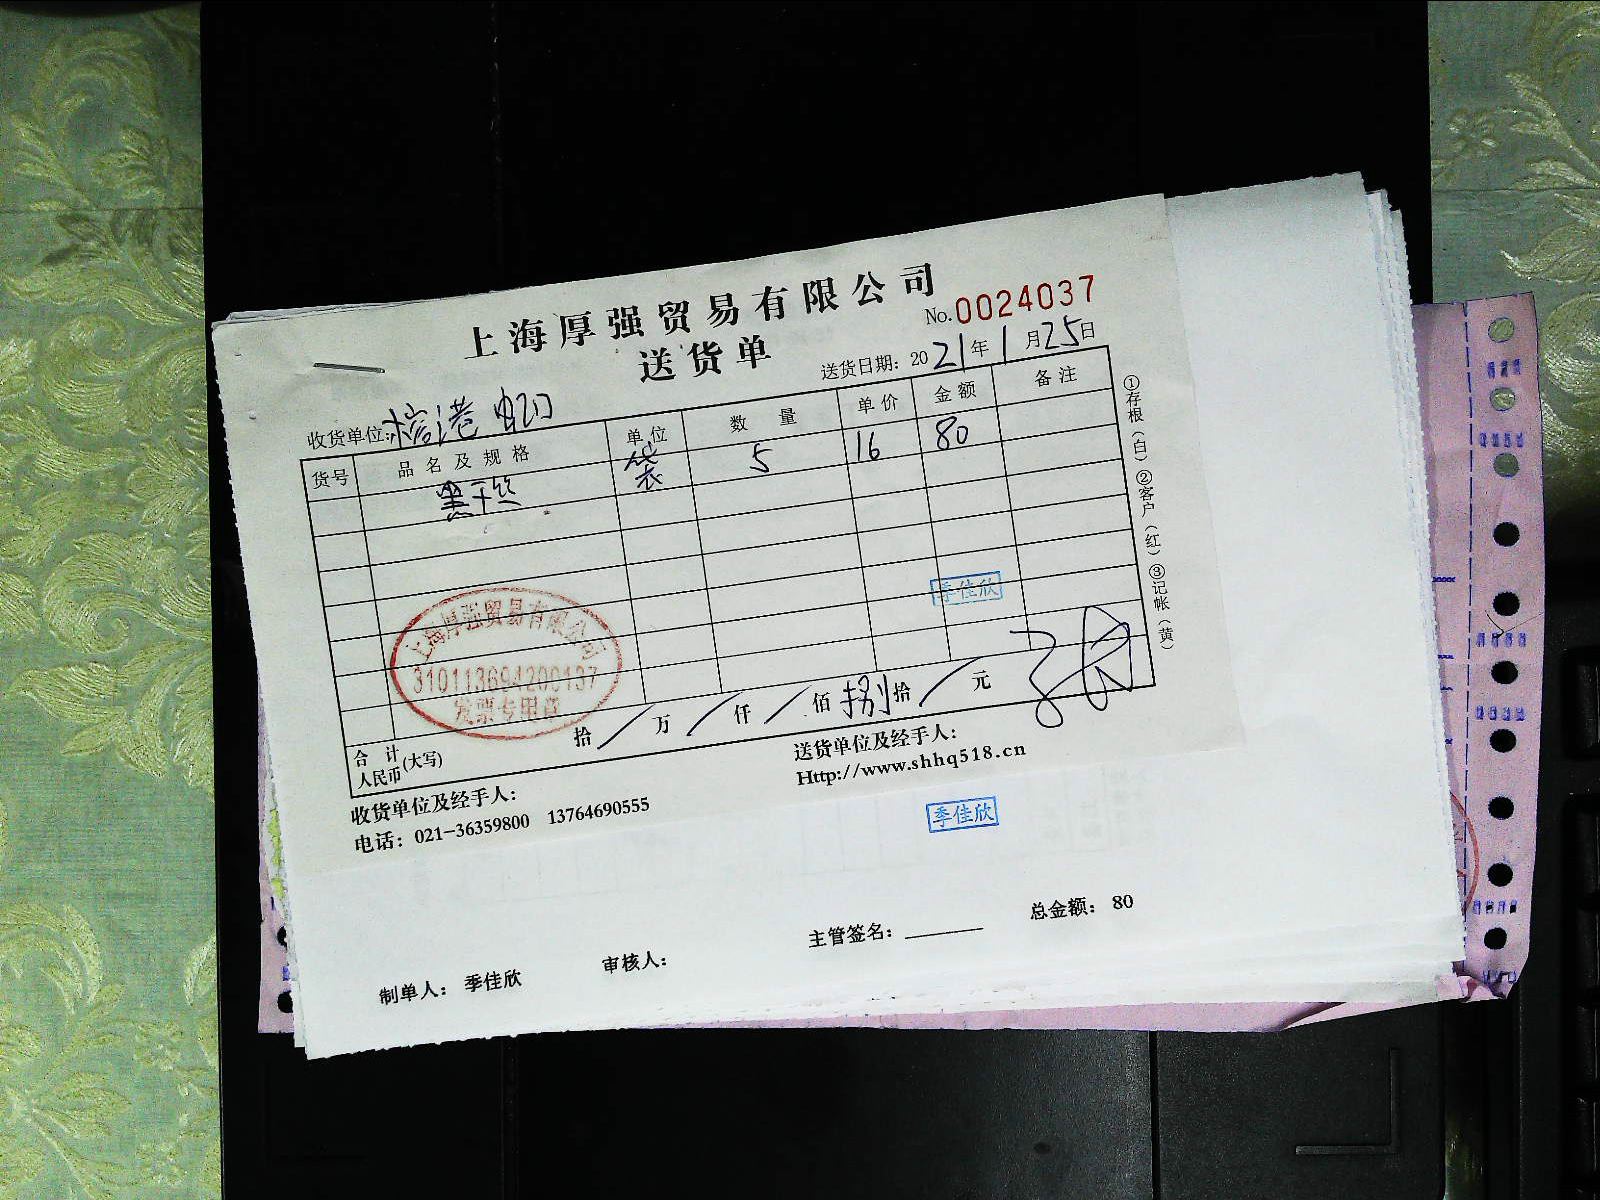 上海厚强贸易有限公司
No.0024037
送货单
送货日期：2021年1月25日
收货单位：
货号 品名及规格 单位 数量 单价 金额 备注
黑干丝 袋 5 16 80
①存根（白）②客户（红）③记帐（黄）
季佳欣
上海厚强贸易有限公司
发票专用章
合计人民币(大写) 拾/万/仟/佰捌拾/元
收货单位及经手人：
送货单位及经手人：
电话：021-36359800 13764690555
Http://www.shhq518.cn
季佳欣
制单人：季佳欣 审核人： 主管签名： 总金额：80